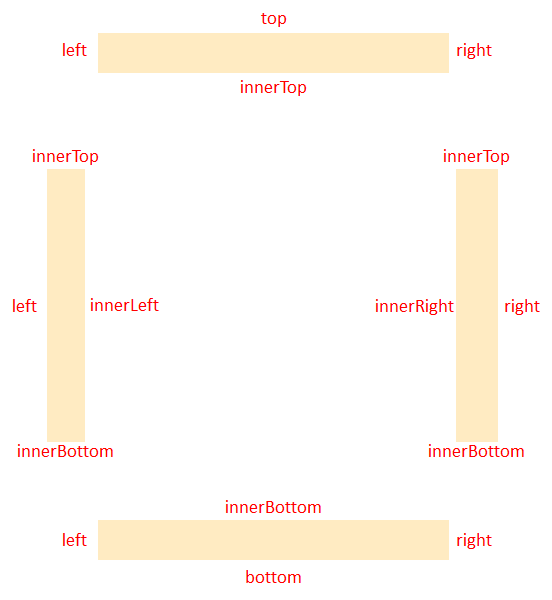 top
left right
innerTop
innerTop innerTop
left innerLeft innerRight right
innerBottom innerBottom
innerBottom
left right
bottom